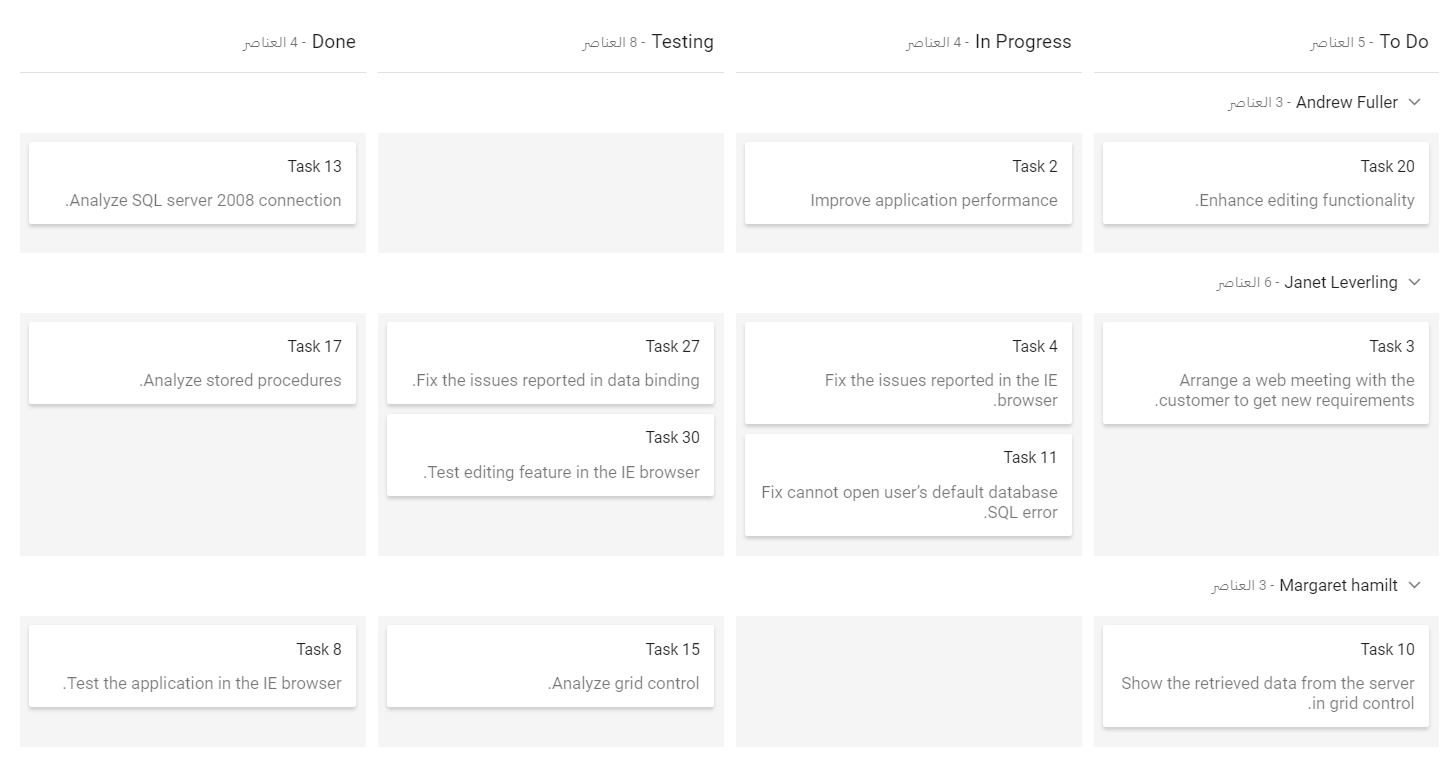 To Do - 5 العناصر
In Progress - 4 العناصر
Testing - 8 العناصر
Done - 4 العناصر
Andrew Fuller - 3 العناصر
Task 20
Enhance editing functionality.
Task 2
Improve application performance
Task 13
Analyze SQL server 2008 connection.
Janet Leverling - 6 العناصر
Task 3
Arrange a web meeting with the
customer to get new requirements.
Task 4
Fix the issues reported in the IE
browser.
Task 11
Fix cannot open user’s default database
SQL error.
Task 27
Fix the issues reported in data binding.
Task 30
Test editing feature in the IE browser.
Task 17
Analyze stored procedures.
Margaret hamilt - 3 العناصر
Task 10
Show the retrieved data from the server
in grid control.
Task 15
Analyze grid control.
Task 8
Test the application in the IE browser.